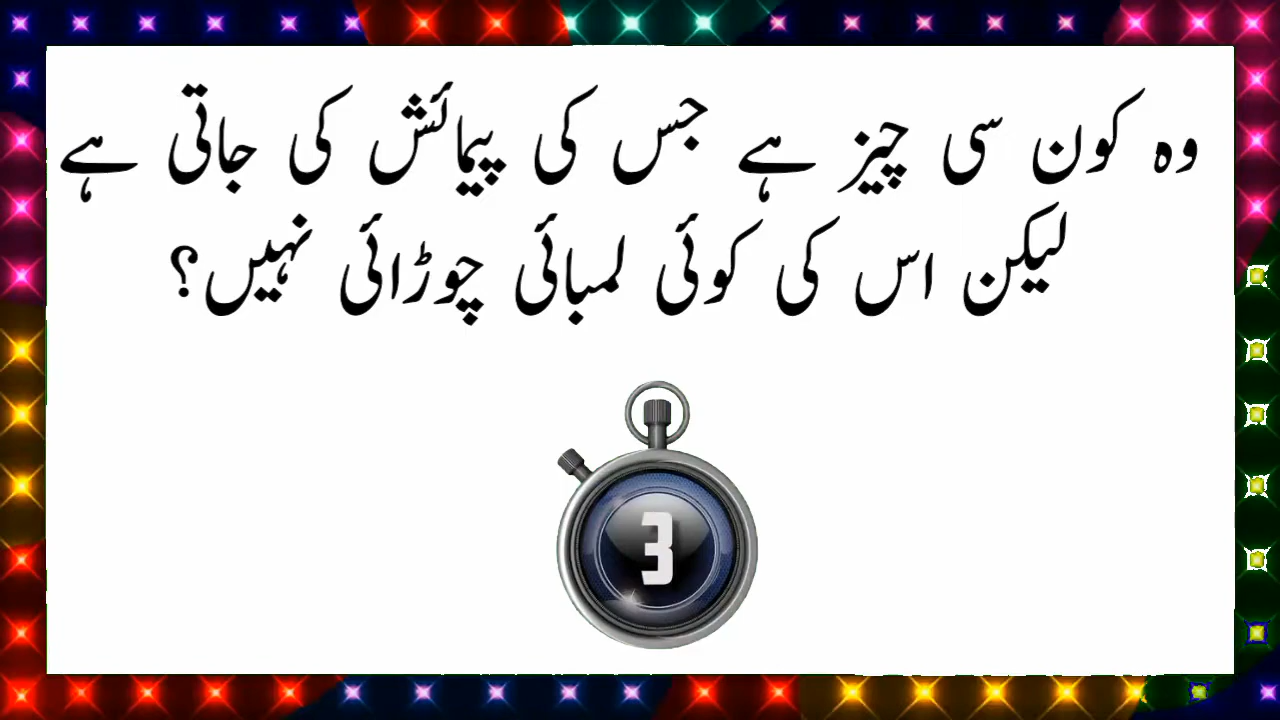 وہ کون سی چیز ہے جس کی پیمائش کی جاتی ہے
لیکن اس کی کوئی لمبائی چوڑائی نہیں؟
3